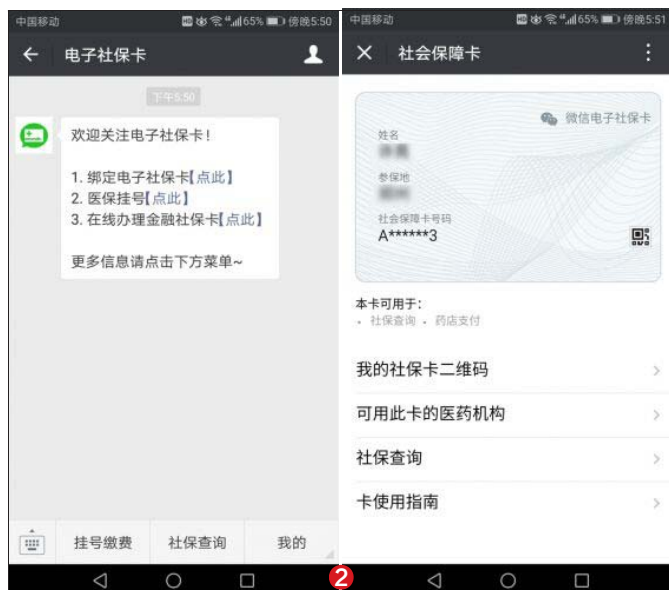 中国移动
HD 65% 傍晚5:50
电子社保卡
下午5:50
欢迎关注电子社保卡！
1. 绑定电子社保卡【点此】
2. 医保挂号【点此】
3. 在线办理金融社保卡【点此】
更多信息请点击下方菜单~
挂号缴费
社保查询
我的
中国移动
HD 65% 傍晚5:51
社会保障卡
微信电子社保卡
姓名
参保地
社会保障卡号码
A******3
本卡可用于：
· 社保查询 · 药店支付
我的社保卡二维码
可用此卡的医药机构
社保查询
卡使用指南
2